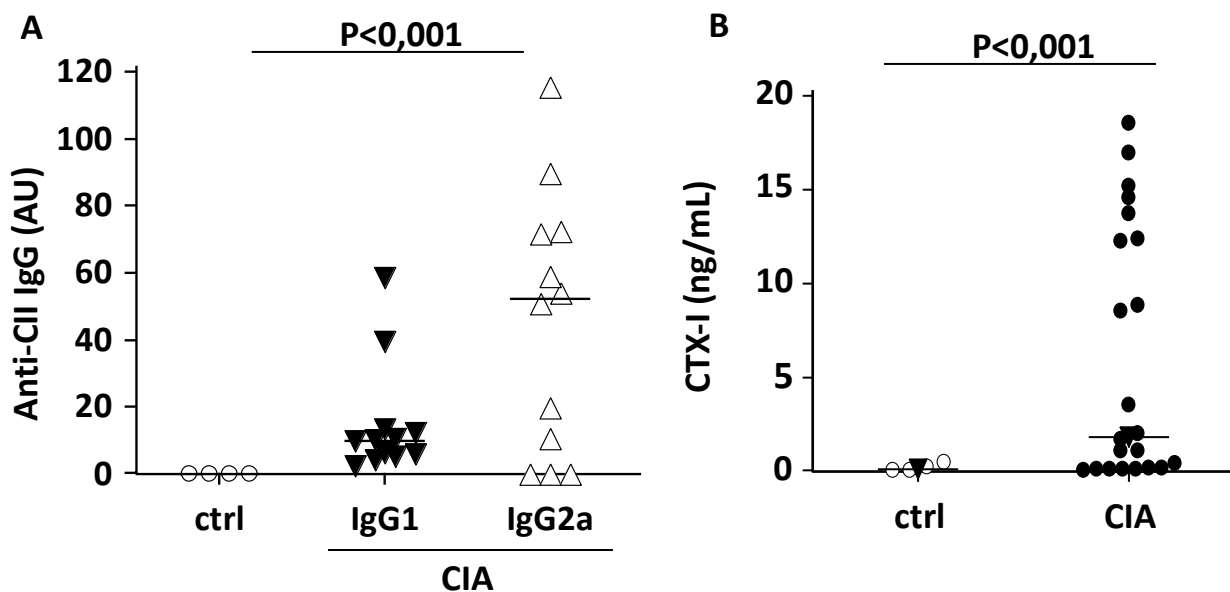 A
P<0,001
Anti-CII IgG (AU)
120
100
80
60
40
20
0
ctrl
IgG1
IgG2a
CIA
B
P<0,001
CTX-I (ng/mL)
20
15
10
5
0
ctrl
CIA